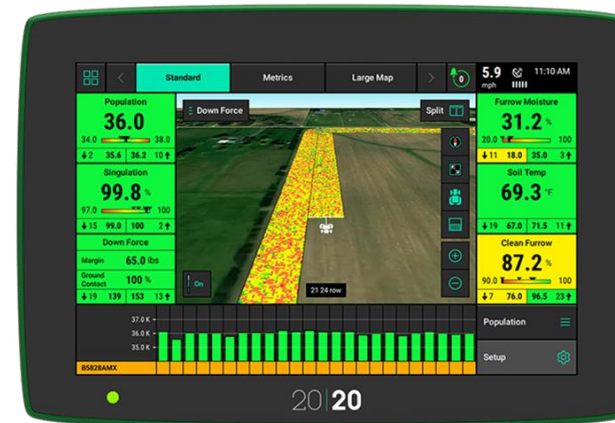 Standard
Metrics
Large Map
0
5.9
mph
11:10 AM
Population
36.0
34.0 38.0
2 35.6 36.2 10
Singulation
99.8 %
97.0 100
15 99.0 100 2
Down Force
Margin 65.0 lbs
Ground Contact 100 %
19 139 153 13
Down Force
Split
On
21 24 row
Furrow Moisture
31.2 %
20.0 100
11 18.0 35.0 3
Soil Temp
69.3 °F
19 67.0 71.5 11
Clean Furrow
87.2 %
90.0 100
7 76.0 96.5 23
37.0 K
36.0 K
35.0 K
B5828AMX
Population
Setup
20|20